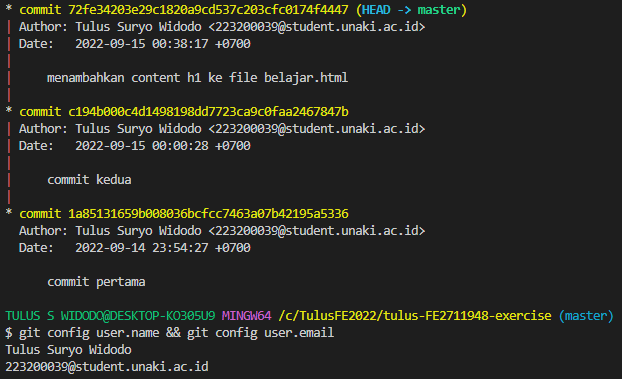 * commit 72fe34203e29c1820a9cd537c203cfc0174f4447 (HEAD -> master)
| Author: Tulus Suryo Widodo <223200039@student.unaki.ac.id>
| Date:   2022-09-15 00:38:17 +0700
|
|     menambahkan content h1 ke file belajar.html
|
* commit c194b000c4d1498198dd7723ca9c0faa2467847b
| Author: Tulus Suryo Widodo <223200039@student.unaki.ac.id>
| Date:   2022-09-15 00:00:28 +0700
|
|     commit kedua
|
* commit 1a85131659b008036bcfcc7463a07b42195a5336
  Author: Tulus Suryo Widodo <223200039@student.unaki.ac.id>
  Date:   2022-09-14 23:54:27 +0700

      commit pertama

TULUS S WIDODO@DESKTOP-KO305U9 MINGW64 /c/TulusFE2022/tulus-FE2711948-exercise (master)
$ git config user.name && git config user.email
Tulus Suryo Widodo
223200039@student.unaki.ac.id